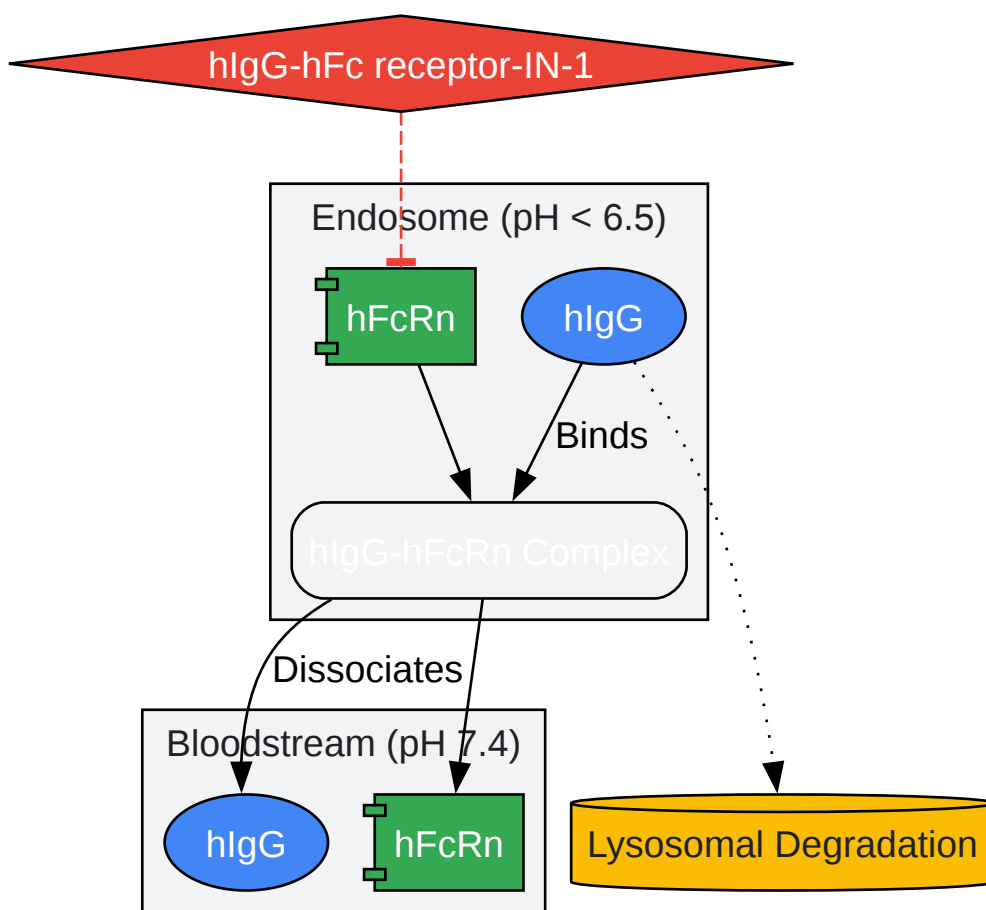 hIgG-hFc receptor-IN-1
Endosome (pH < 6.5)
hFcRn
hIgG
Binds
hIgG-hFcRn Complex
Dissociates
Bloodstream (pH 7.4)
hIgG
hFcRn
Lysosomal Degradation